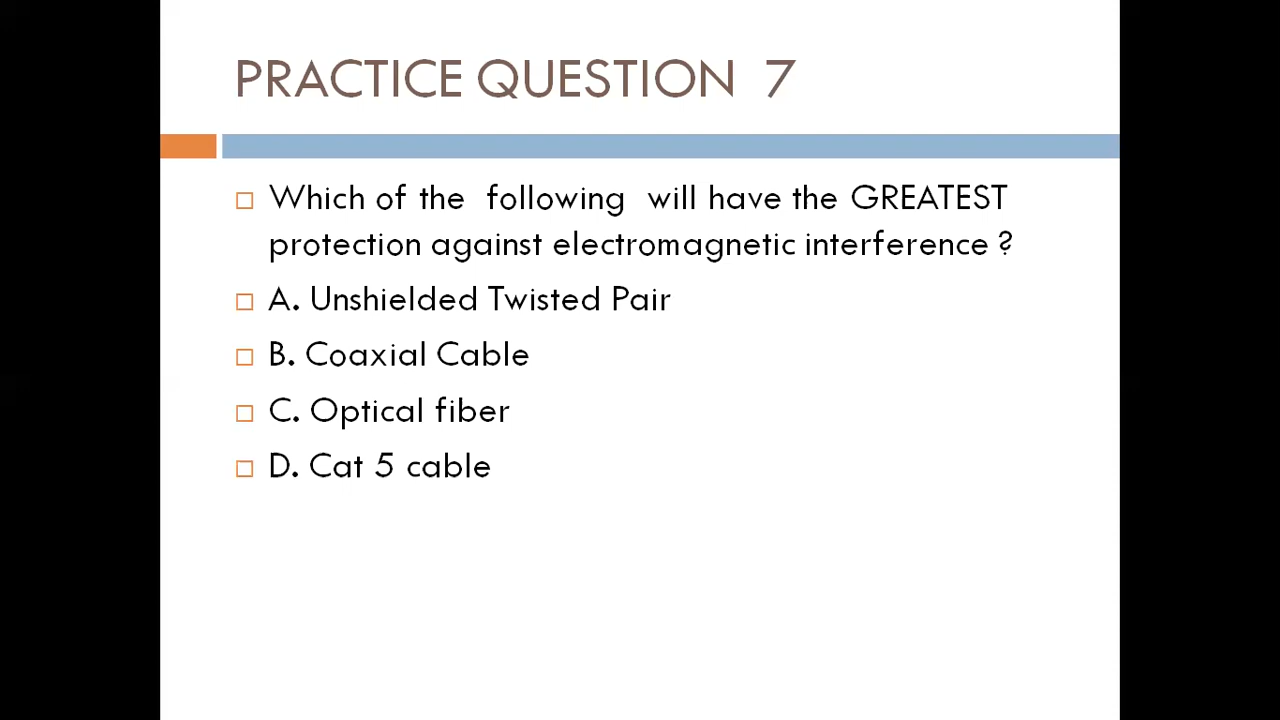 PRACTICE QUESTION 7
Which of the following will have the GREATEST
protection against electromagnetic interference ?
A. Unshielded Twisted Pair
B. Coaxial Cable
C. Optical fiber
D. Cat 5 cable